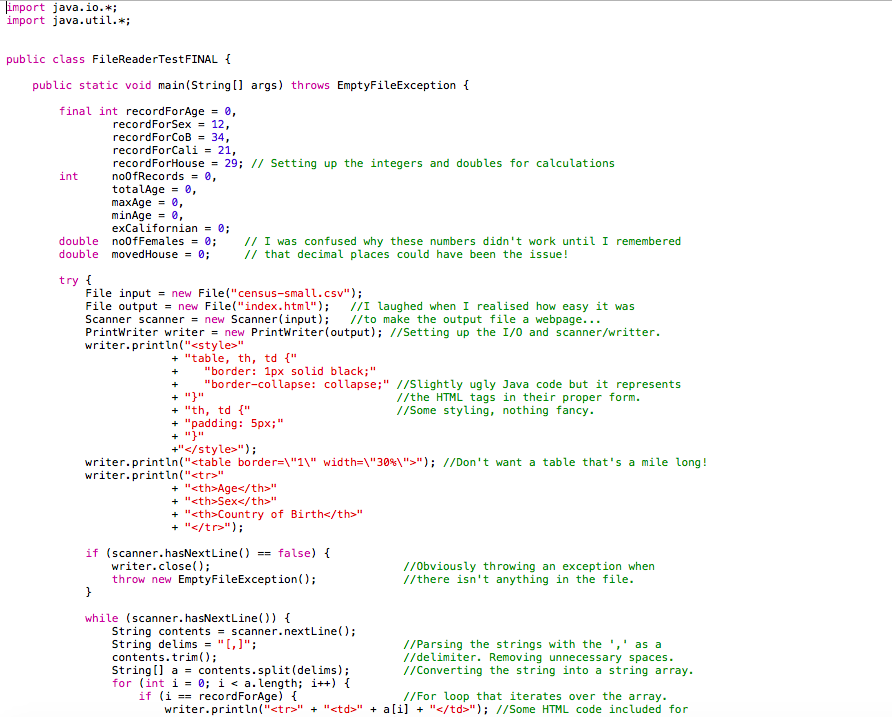 import java.io.*;
import java.util.*;
public class FileReaderTestFINAL {
public static void main(String[] args) throws EmptyFileException {
final int recordForAge = 0,
recordForSex = 12,
recordForCoB = 34,
recordForCali = 21,
recordForHouse = 29; // Setting up the integers and doubles for calculations
int noOfRecords = 0,
totalAge = 0,
maxAge = 0,
minAge = 0,
exCalifornian = 0;
double noOfFemales = 0; // I was confused why these numbers didn't work until I remembered
double movedHouse = 0; // that decimal places could have been the issue!
try {
File input = new File("census-small.csv");
File output = new File("index.html"); //I laughed when I realised how easy it was
Scanner scanner = new Scanner(input); //to make the output file a webpage...
PrintWriter writer = new PrintWriter(output); //Setting up the I/O and scanner/writter.
writer.println("<style>"
+ "table, th, td {"
+ "border: 1px solid black;"
+ "border-collapse: collapse;" //Slightly ugly Java code but it represents
+ "}" //the HTML tags in their proper form.
+ "th, td {" //Some styling, nothing fancy.
+ "padding: 5px;"
+ "}"
+"</style>");
writer.println("<table border=\"1\" width=\"30%\">"); //Don't want a table that's a mile long!
writer.println("<tr>"
+ "<th>Age</th>"
+ "<th>Sex</th>"
+ "<th>Country of Birth</th>"
+ "</tr>");
if (scanner.hasNextLine() == false) {
writer.close(); //Obviously throwing an exception when
throw new EmptyFileException(); //there isn't anything in the file.
}
while (scanner.hasNextLine()) {
String contents = scanner.nextLine();
String delims = "[,]"; //Parsing the strings with the ',' as a
contents.trim(); //delimiter. Removing unnecessary spaces.
String[] a = contents.split(delims); //Converting the string into a string array.
for (int i = 0; i < a.length; i++) {
if (i == recordForAge) { //For loop that iterates over the array.
writer.println("<tr>" + "<td>" + a[i] + "</td>"); //Some HTML code included for